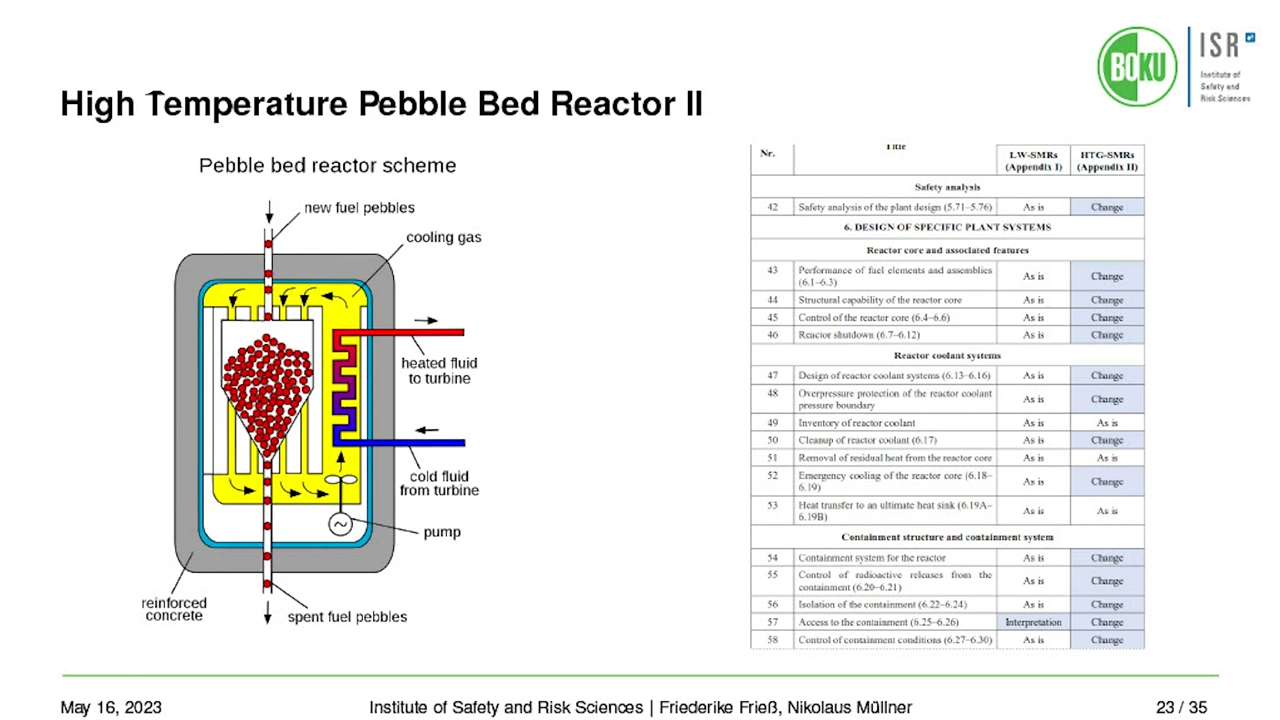 BOKU
ISR
Institute of
Safety and
Risk Sciences
High Temperature Pebble Bed Reactor II
Pebble bed reactor scheme
new fuel pebbles
cooling gas
heated fluid
to turbine
cold fluid
from turbine
pump
reinforced
concrete
spent fuel pebbles
Nr. Title LW-SMRs (Appendix I) HTG-SMRs (Appendix II)
Safety analysis
42 Safety analysis of the plant design (5.71–5.76) As is Change
6. DESIGN OF SPECIFIC PLANT SYSTEMS
Reactor core and associated features
43 Performance of fuel elements and assemblies
(6.1–6.3) As is Change
44 Structural capability of the reactor core As is Change
45 Control of the reactor core (6.4–6.6) As is Change
46 Reactor shutdown (6.7–6.12) As is Change
Reactor coolant systems
47 Design of reactor coolant systems (6.13–6.16) As is Change
48 Overpressure protection of the reactor coolant
pressure boundary As is Change
49 Inventory of reactor coolant As is As is
50 Cleanup of reactor coolant (6.17) As is Change
51 Removal of residual heat from the reactor core As is As is
52 Emergency cooling of the reactor core (6.18–
6.19) As is Change
53 Heat transfer to an ultimate heat sink (6.19A–
6.19B) As is As is
Containment structure and containment system
54 Containment system for the reactor As is Change
55 Control of radioactive releases from the
containment (6.20–6.21) As is Change
56 Isolation of the containment (6.22–6.24) As is Change
57 Access to the containment (6.25–6.26) Interpretation Change
58 Control of containment conditions (6.27–6.30) As is Change
May 16, 2023 Institute of Safety and Risk Sciences | Friederike Frieß, Nikolaus Müllner 23 / 35